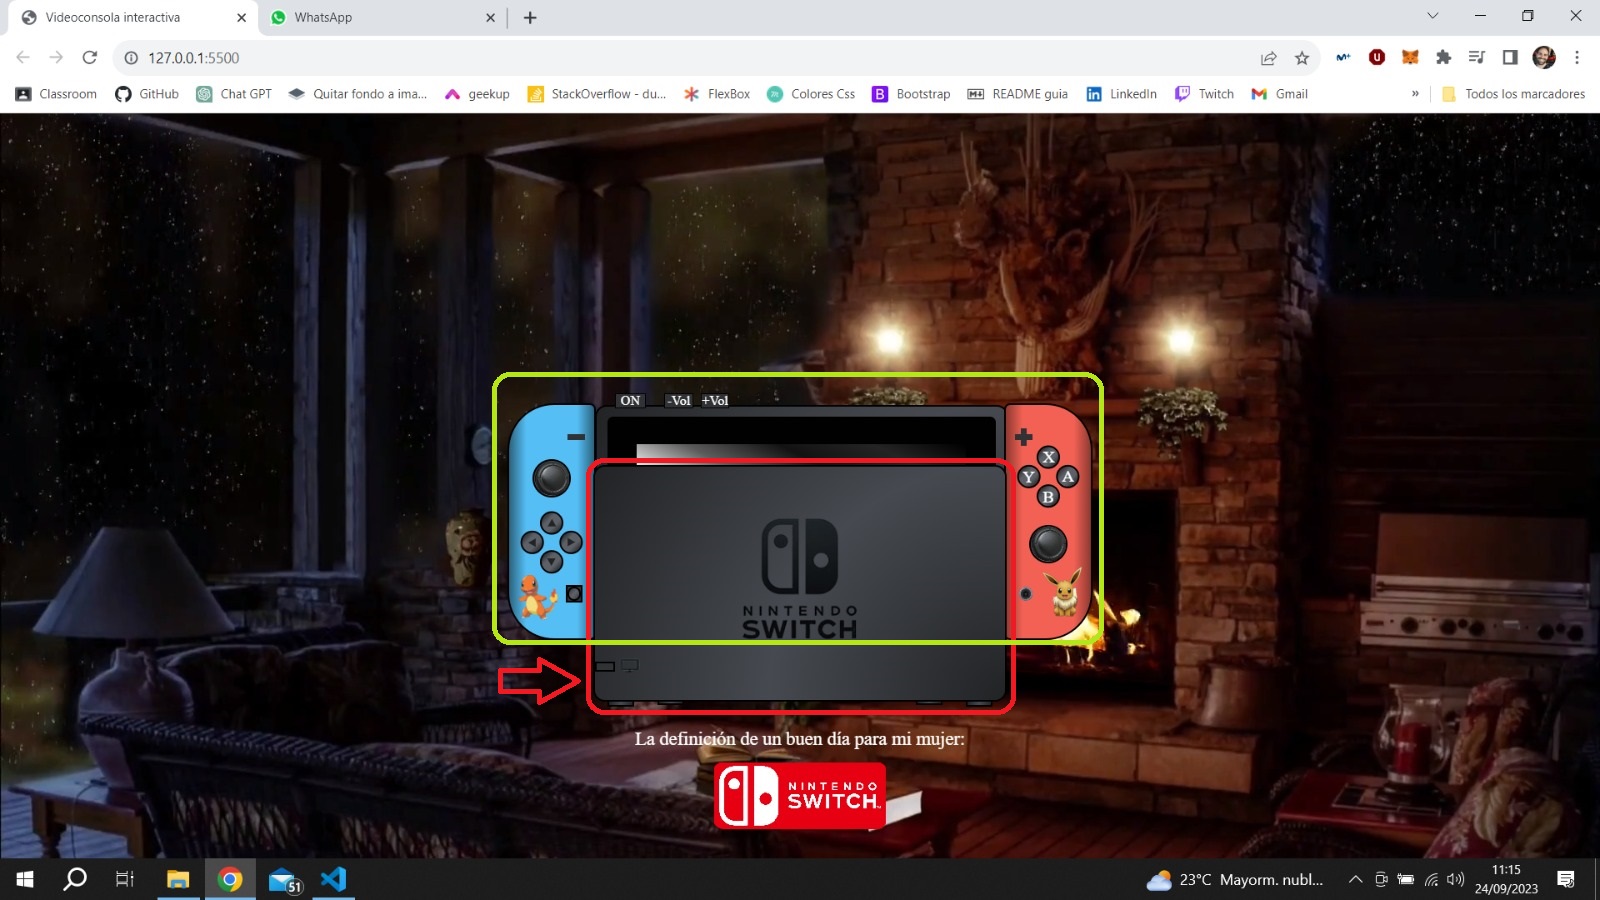 Videoconsola interactiva
WhatsApp
127.0.0.1:5500
Classroom
GitHub
Chat GPT
Quitar fondo a ima...
geekup
StackOverflow - du...
FlexBox
Colores Css
Bootstrap
README guia
LinkedIn
Twitch
Gmail
»
Todos los marcadores
ON
-Vol
+Vol
X
Y
A
B
NINTENDO
SWITCH
La definición de un buen día para mi mujer:
NINTENDO
SWITCH
51
23°C Mayorm. nubl...
11:15
24/09/2023